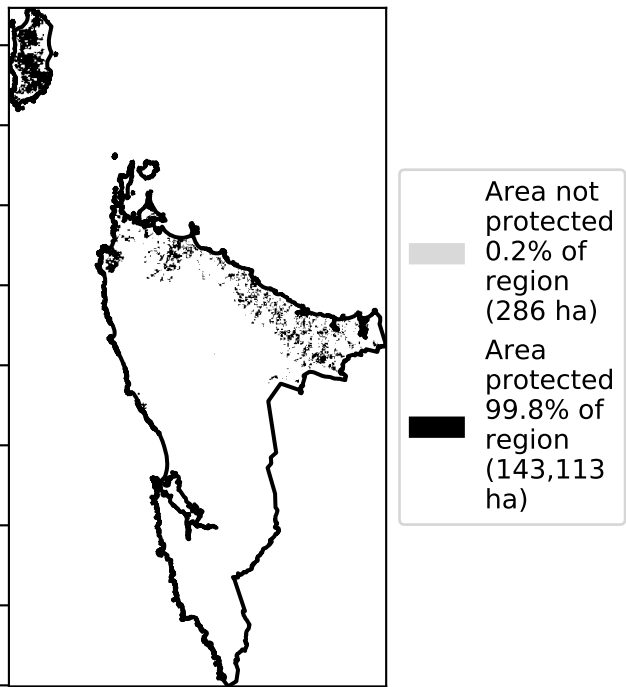 Area not
protected
0.2% of
region
(286 ha)
Area
protected
99.8% of
region
(143,113
ha)